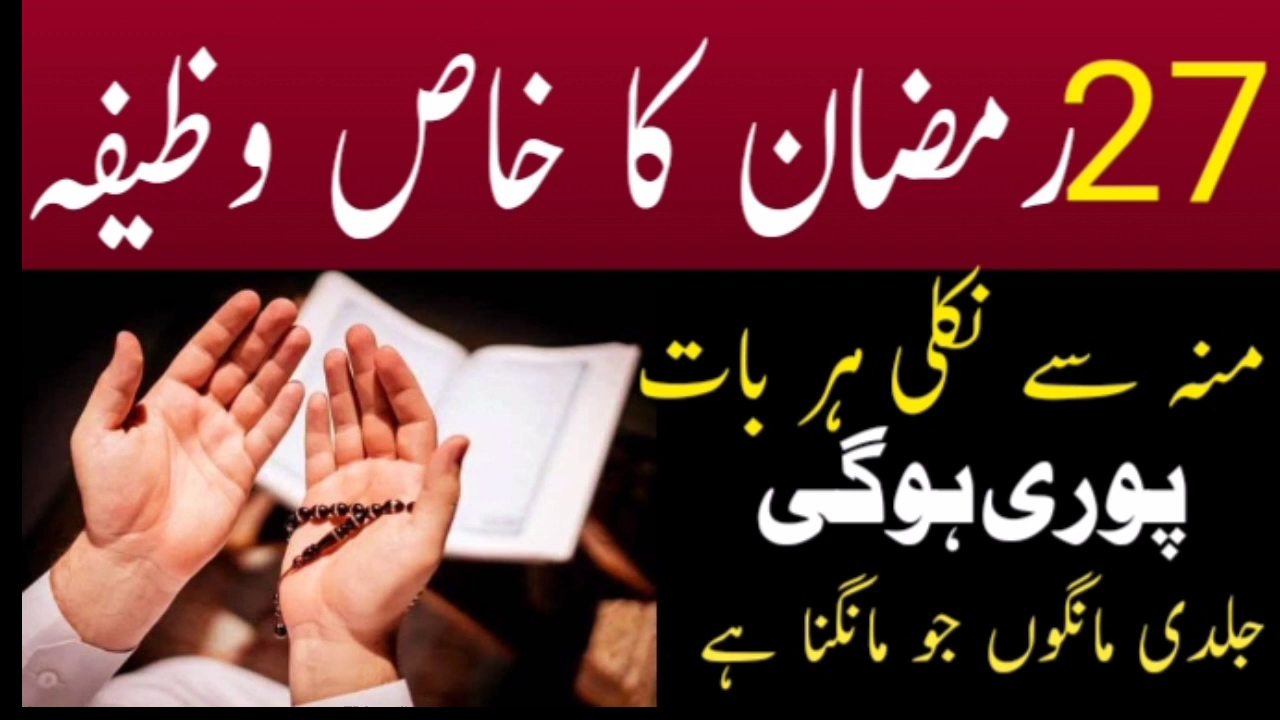 27 رمضان کا خاص وظیفہ
منہ سے نکلی ہر بات
پوری ہوگی
جلدی مانگوں جو مانگنا ہے